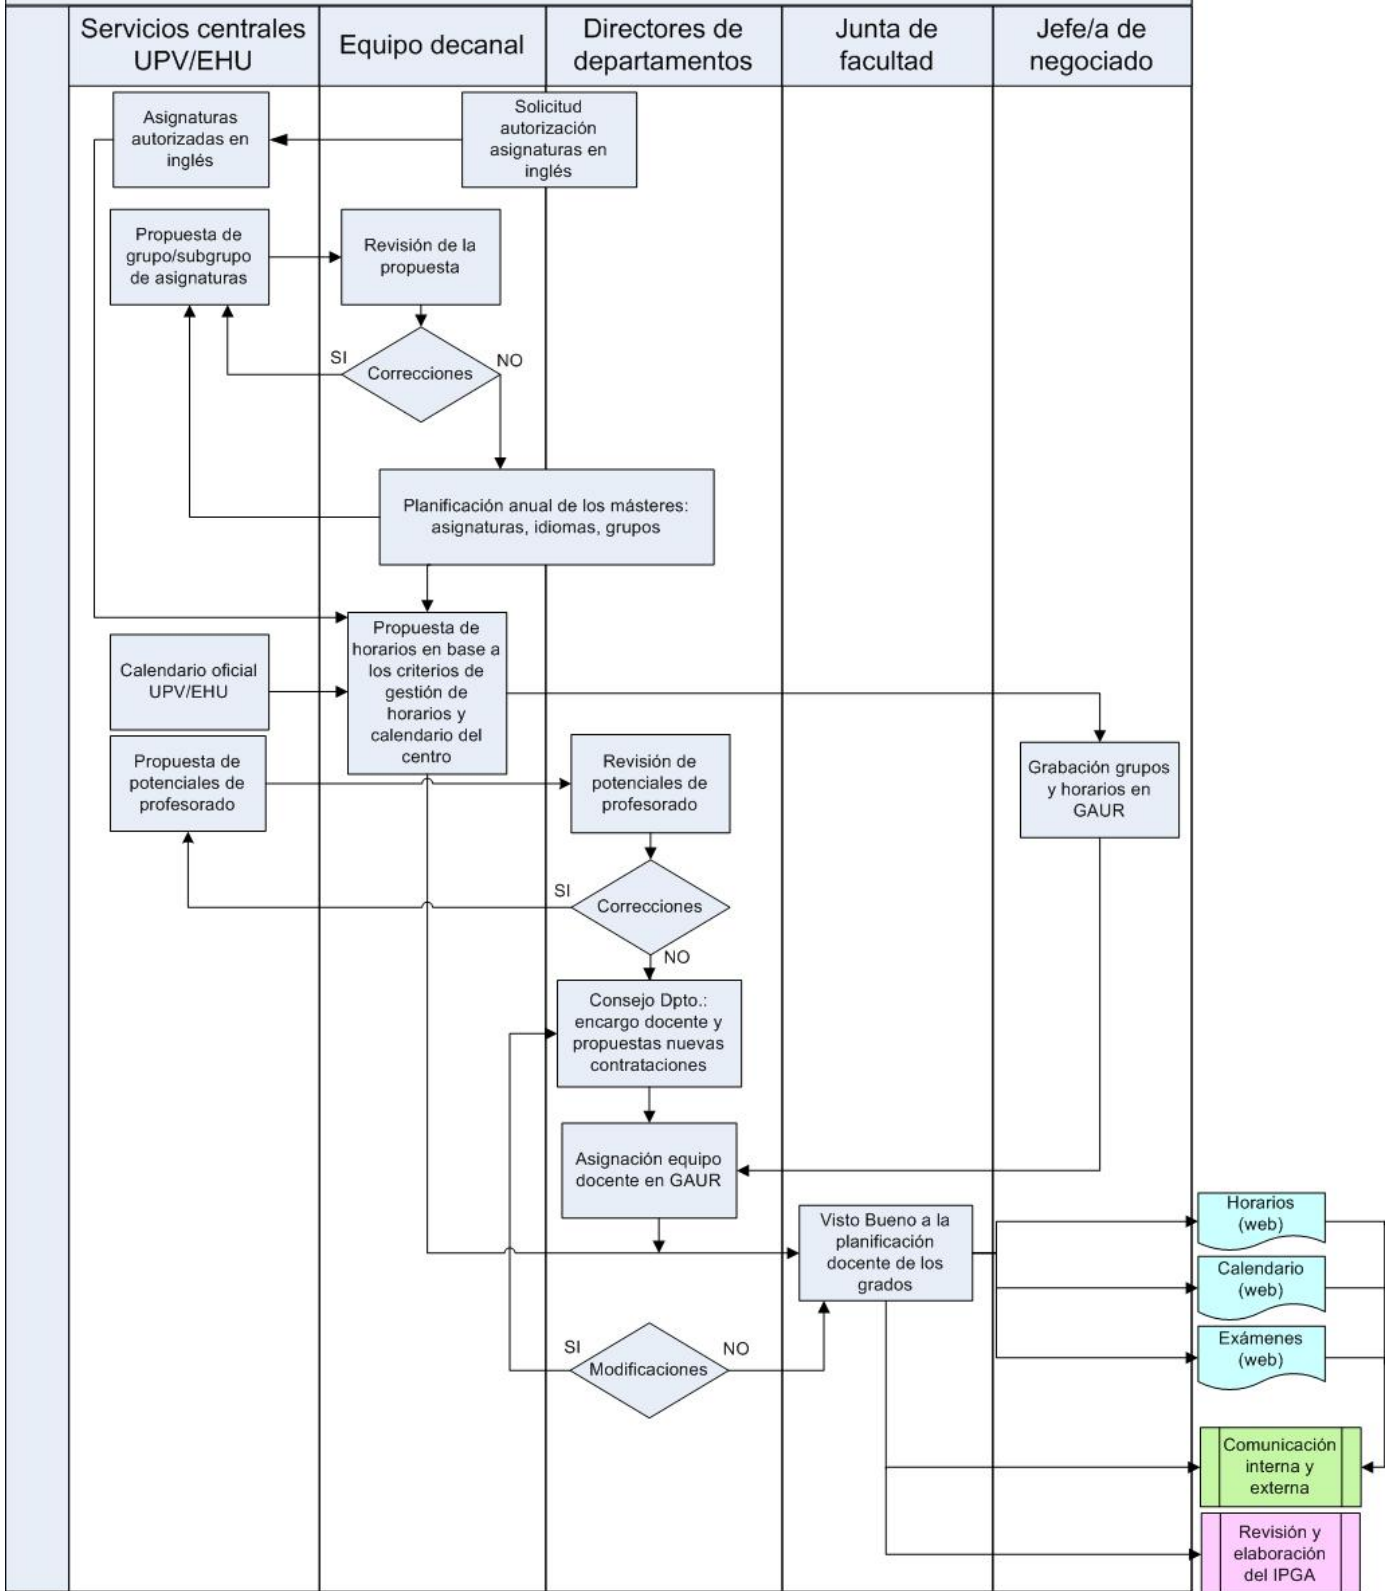 Servicios centrales
UPV/EHU
Equipo decanal
Directores de
departamentos
Junta de
facultad
Jefe/a de
negociado
Asignaturas
autorizadas en
inglés
Solicitud
autorización
asignaturas en
inglés
Propuesta de
grupo/subgrupo
de asignaturas
Revisión de la
propuesta
SI
Correcciones
NO
Planificación anual de los másteres:
asignaturas, idiomas, grupos
Propuesta de
horarios en base a
los criterios de
gestión de
horarios y
calendario del
centro
Calendario oficial
UPV/EHU
Propuesta de
potenciales de
profesorado
Revisión de
potenciales de
profesorado
Grabación grupos
y horarios en
GAUR
SI
Correcciones
NO
Consejo Dpto.:
encargo docente y
propuestas nuevas
contrataciones
Asignación equipo
docente en GAUR
Visto Bueno a la
planificación
docente de los
grados
Horarios
(web)
Calendario
(web)
Exámenes
(web)
SI
Modificaciones
NO
Comunicación
interna y
externa
Revisión y
elaboración
del IPGA